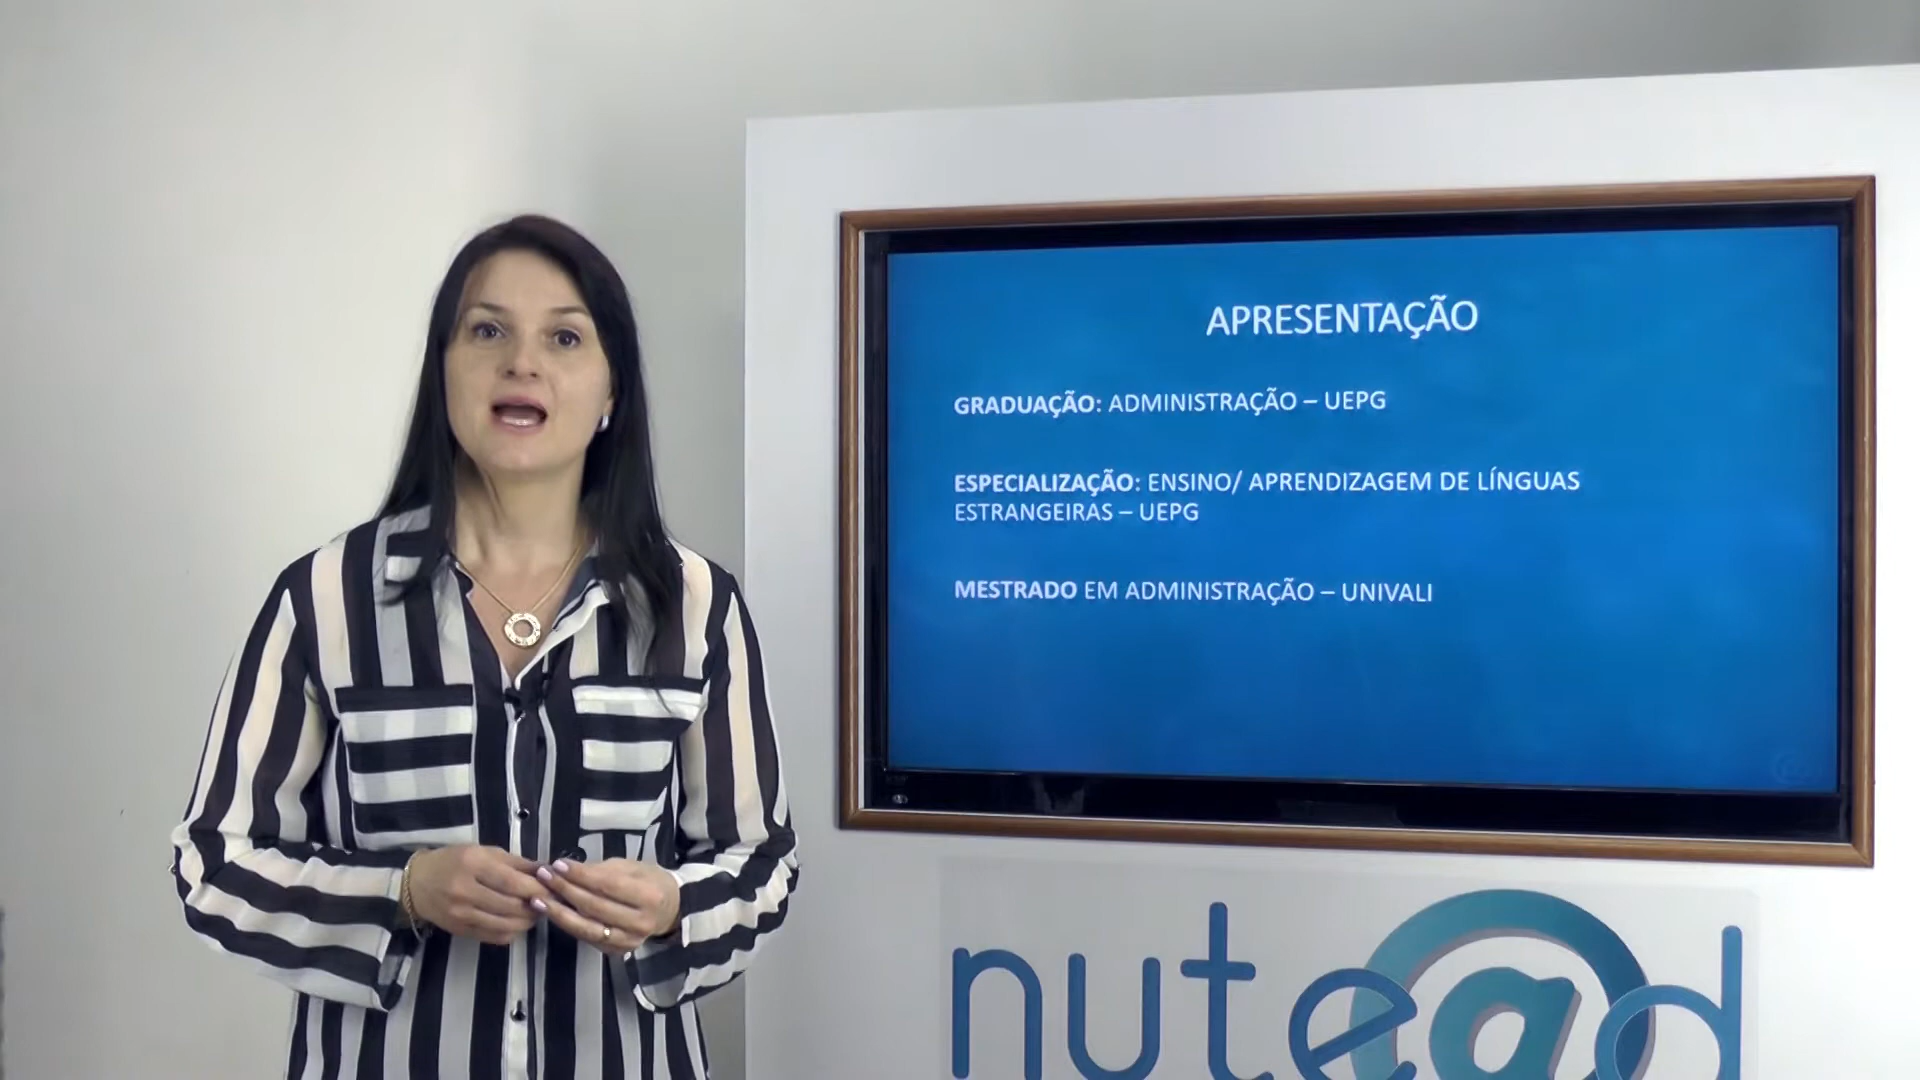 APRESENTAÇÃO
GRADUAÇÃO: ADMINISTRAÇÃO – UEPG
ESPECIALIZAÇÃO: ENSINO/ APRENDIZAGEM DE LÍNGUAS
ESTRANGEIRAS – UEPG
MESTRADO EM ADMINISTRAÇÃO – UNIVALI
nute@d